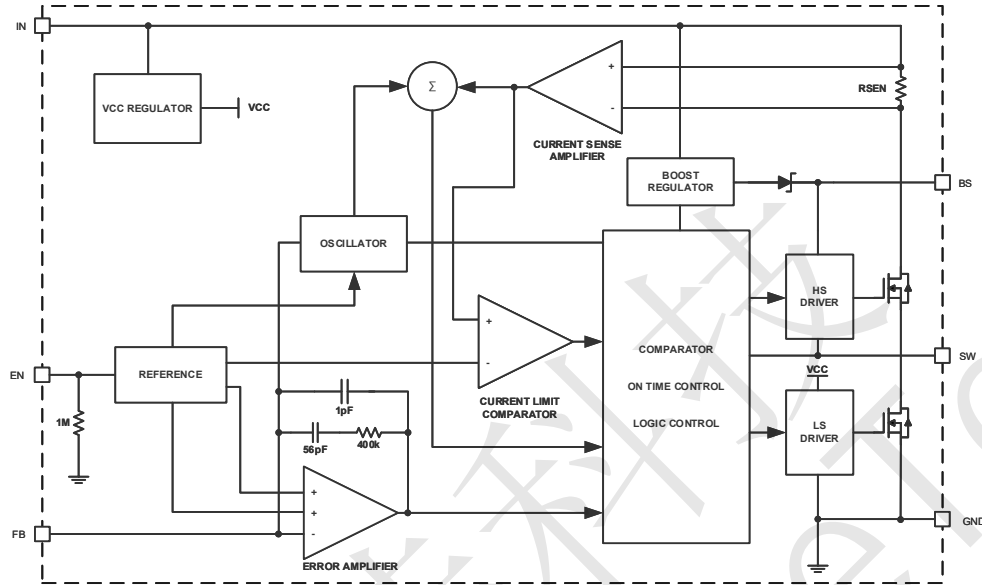 IN
VCC REGULATOR
VCC
Σ
+
-
RSEN
CURRENT SENSE
AMPLIFIER
BOOST
REGULATOR
BS
OSCILLATOR
HS
DRIVER
+
-
COMPARATOR
ON TIME CONTROL
LOGIC CONTROL
SW
EN
REFERENCE
VCC
1M
1pF
CURRENT LIMIT
COMPARATOR
56pF
400k
LS
DRIVER
+
+
-
FB
GND
ERROR AMPLIFIER